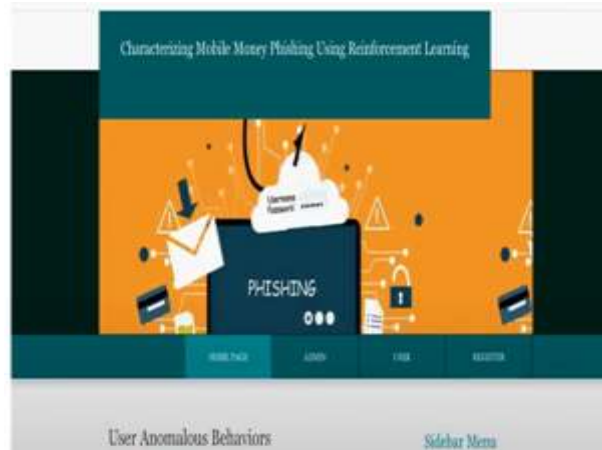 Characterizing Mobile Money Phishing Using Reinforcement Learning
Username
Password
PHISHING
HOME PAGE
ADMIN
USER
REGISTER
User Anomalous Behaviors
Sidebar Menu